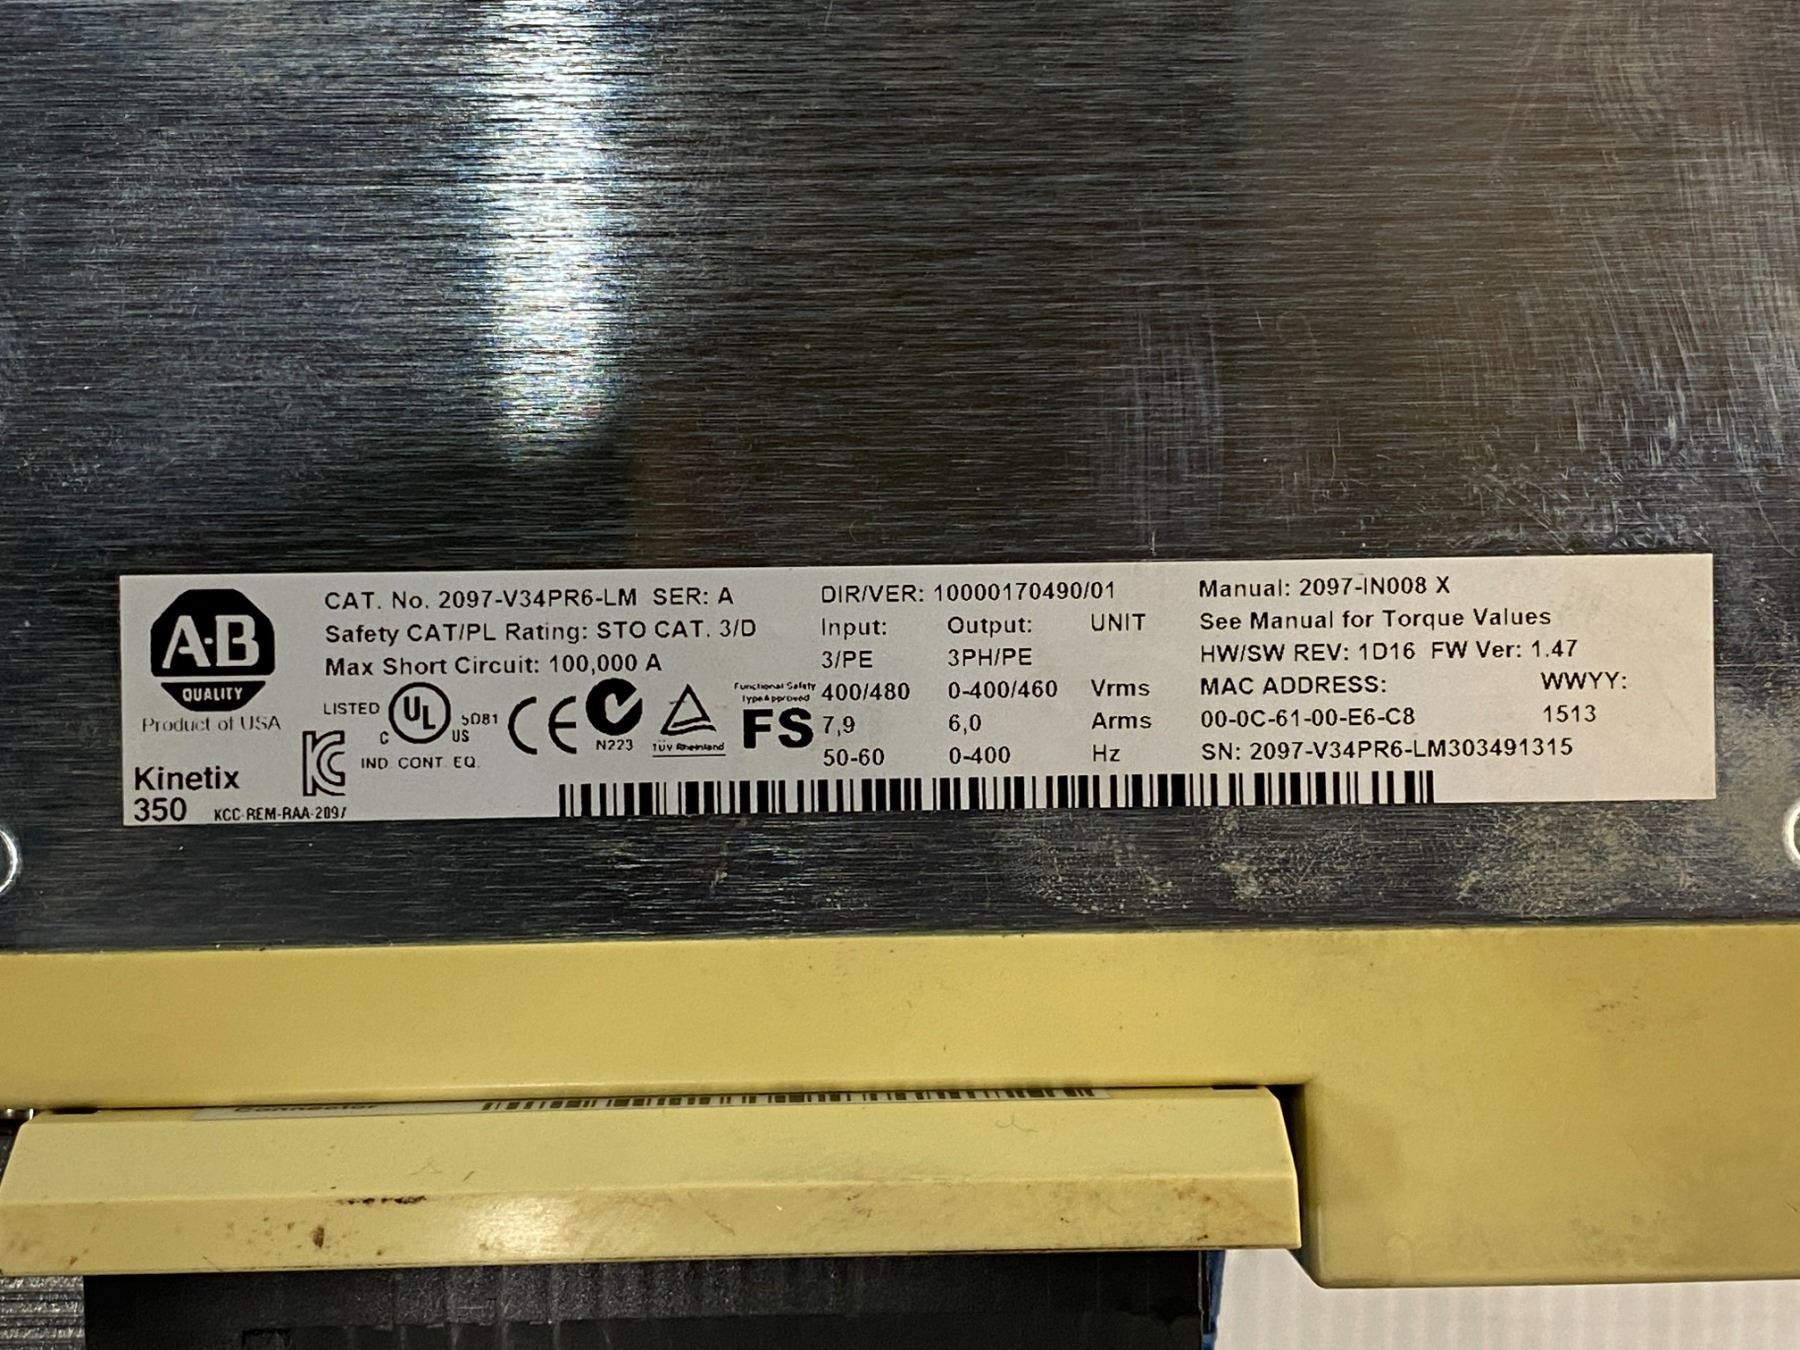 A-B
QUALITY
Product of USA
Kinetix
350
KCC-REM-RAA-2097
CAT. No. 2097-V34PR6-LM SER: A
Safety CAT/PL Rating: STO CAT. 3/D
Max Short Circuit: 100,000 A
LISTED
C UL US
5D81
IND CONT EQ
CE
N223
TÜV Rheinland
Functional Safety
Type Approved
FS
DIR/VER: 10000170490/01
Input: Output: UNIT
3/PE 3PH/PE
400/480 0-400/460 Vrms
7,9 6,0 Arms
50-60 0-400 Hz
Manual: 2097-IN008 X
See Manual for Torque Values
HW/SW REV: 1D16 FW Ver: 1.47
MAC ADDRESS: WWYY:
00-0C-61-00-E6-C8 1513
SN: 2097-V34PR6-LM303491315
Connector